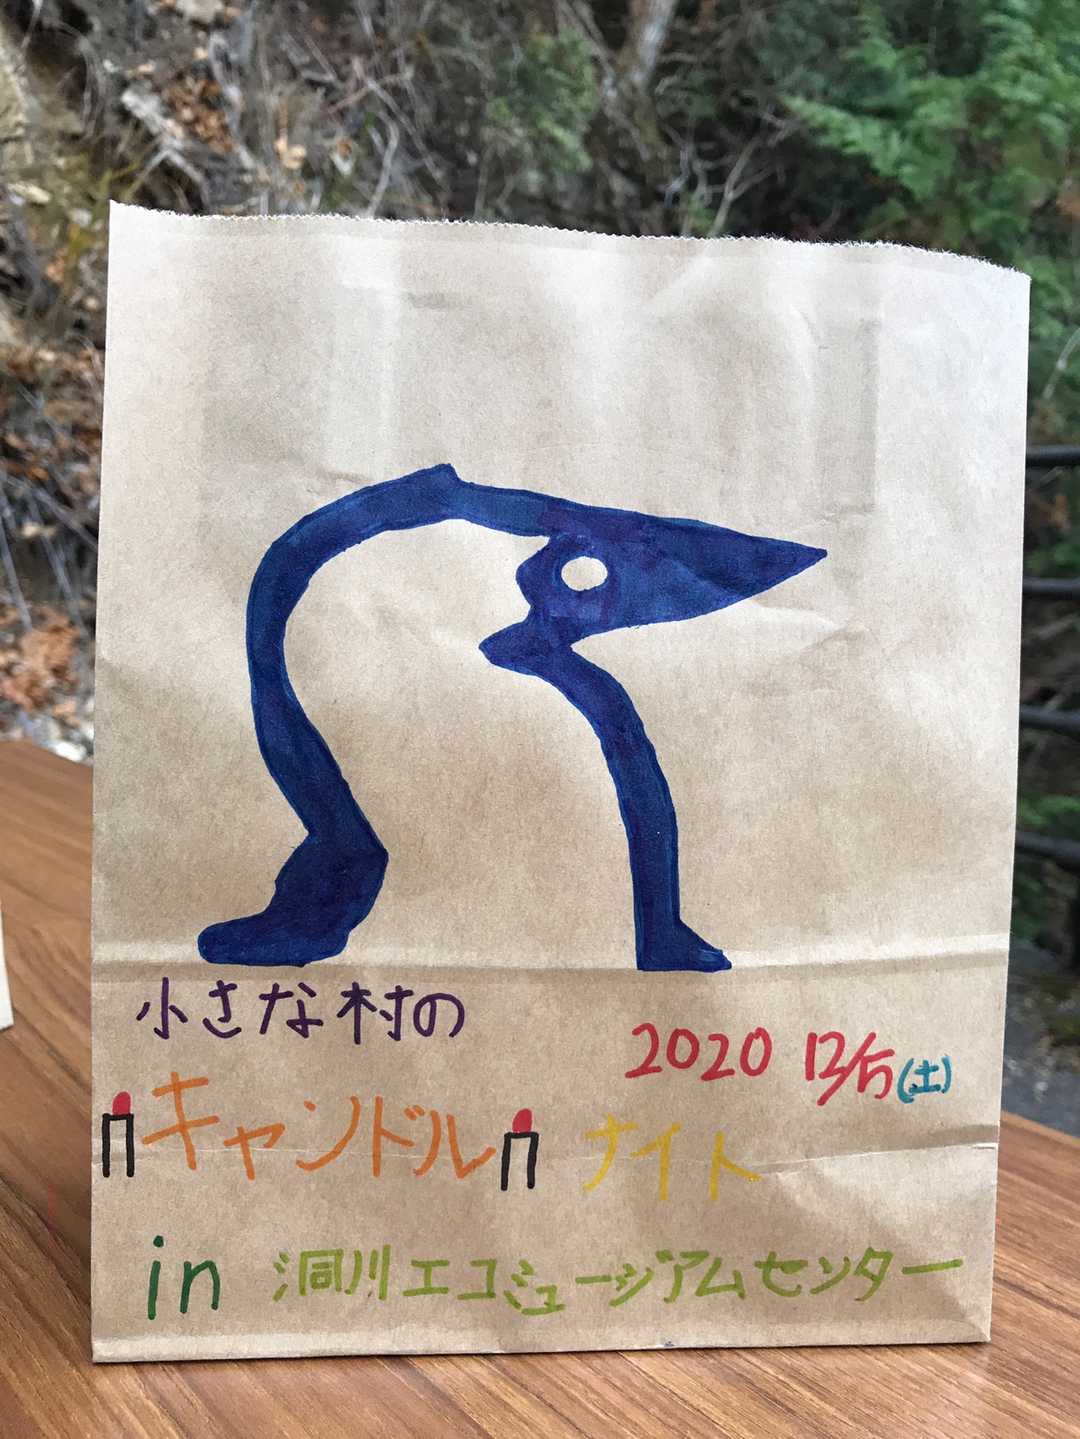 小さな村の
2020 12/5(土)
キャンドルナイト
in 洞川エコミュージアムセンター